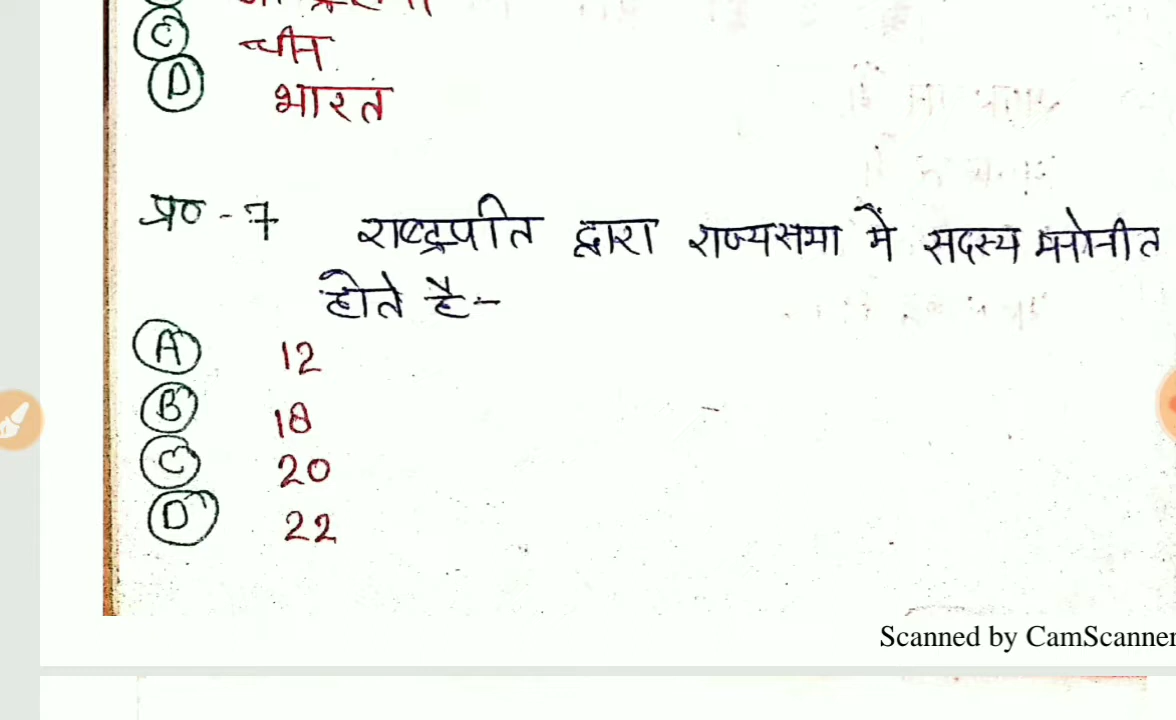 C चीन
D भारत
प्र० - 7 राष्ट्रपति द्वारा राज्यसभा में सदस्य मनोनीत
होते है-
A 12
B 18
C 20
D 22
Scanned by CamScanner